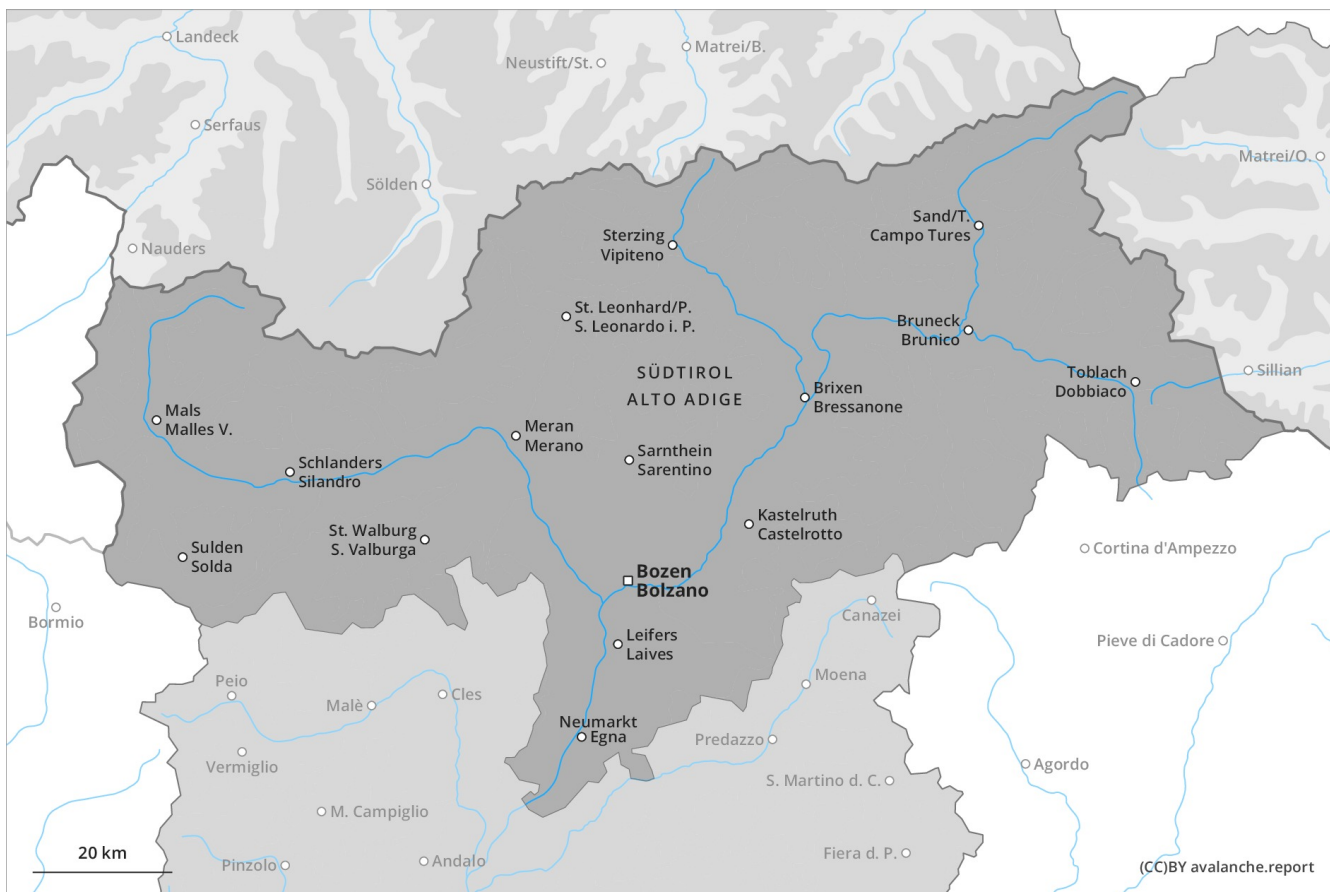 Landeck
Matrei/B.
Neustift/St.
Serfaus
Matrei/O.
Sölden
Sand/T.
Campo Tures
Sterzing
Vipiteno
Nauders
St. Leonhard/P.
S. Leonardo i. P.
Bruneck
Brunico
SÜDTIROL
ALTO ADIGE
Toblach
Dobbiaco
Sillian
Brixen
Bressanone
Mals
Malles V.
Meran
Merano
Sarnthein
Sarentino
Schlanders
Silandro
Kastelruth
Castelrotto
St. Walburg
S. Valburga
Sulden
Solda
Cortina d'Ampezzo
Bozen
Bolzano
Bormio
Canazei
Leifers
Laives
Pieve di Cadore
Moena
Peio
Malè
Cles
Neumarkt
Egna
Predazzo
Vermiglio
Agordo
S. Martino d. C.
M. Campiglio
20 km
Pinzolo
Andalo
Fiera d. P.
(CC)BY avalanche.report